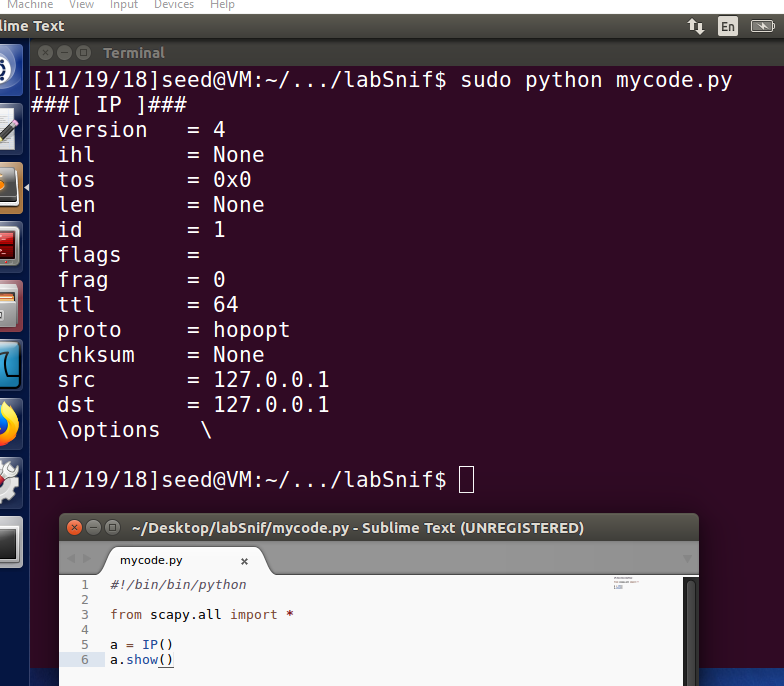 Machine View Input Devices Help
lime Text
En
Terminal
[11/19/18]seed@VM:~/.../labSnif$ sudo python mycode.py
###[ IP ]###
  version   = 4
  ihl       = None
  tos       = 0x0
  len       = None
  id        = 1
  flags     =
  frag      = 0
  ttl       = 64
  proto     = hopopt
  chksum    = None
  src       = 127.0.0.1
  dst       = 127.0.0.1
  \options   \
[11/19/18]seed@VM:~/.../labSnif$
~/Desktop/labSnif/mycode.py - Sublime Text (UNREGISTERED)
mycode.py
1 #!/bin/bin/python
2
3 from scapy.all import *
4
5 a = IP()
6 a.show()